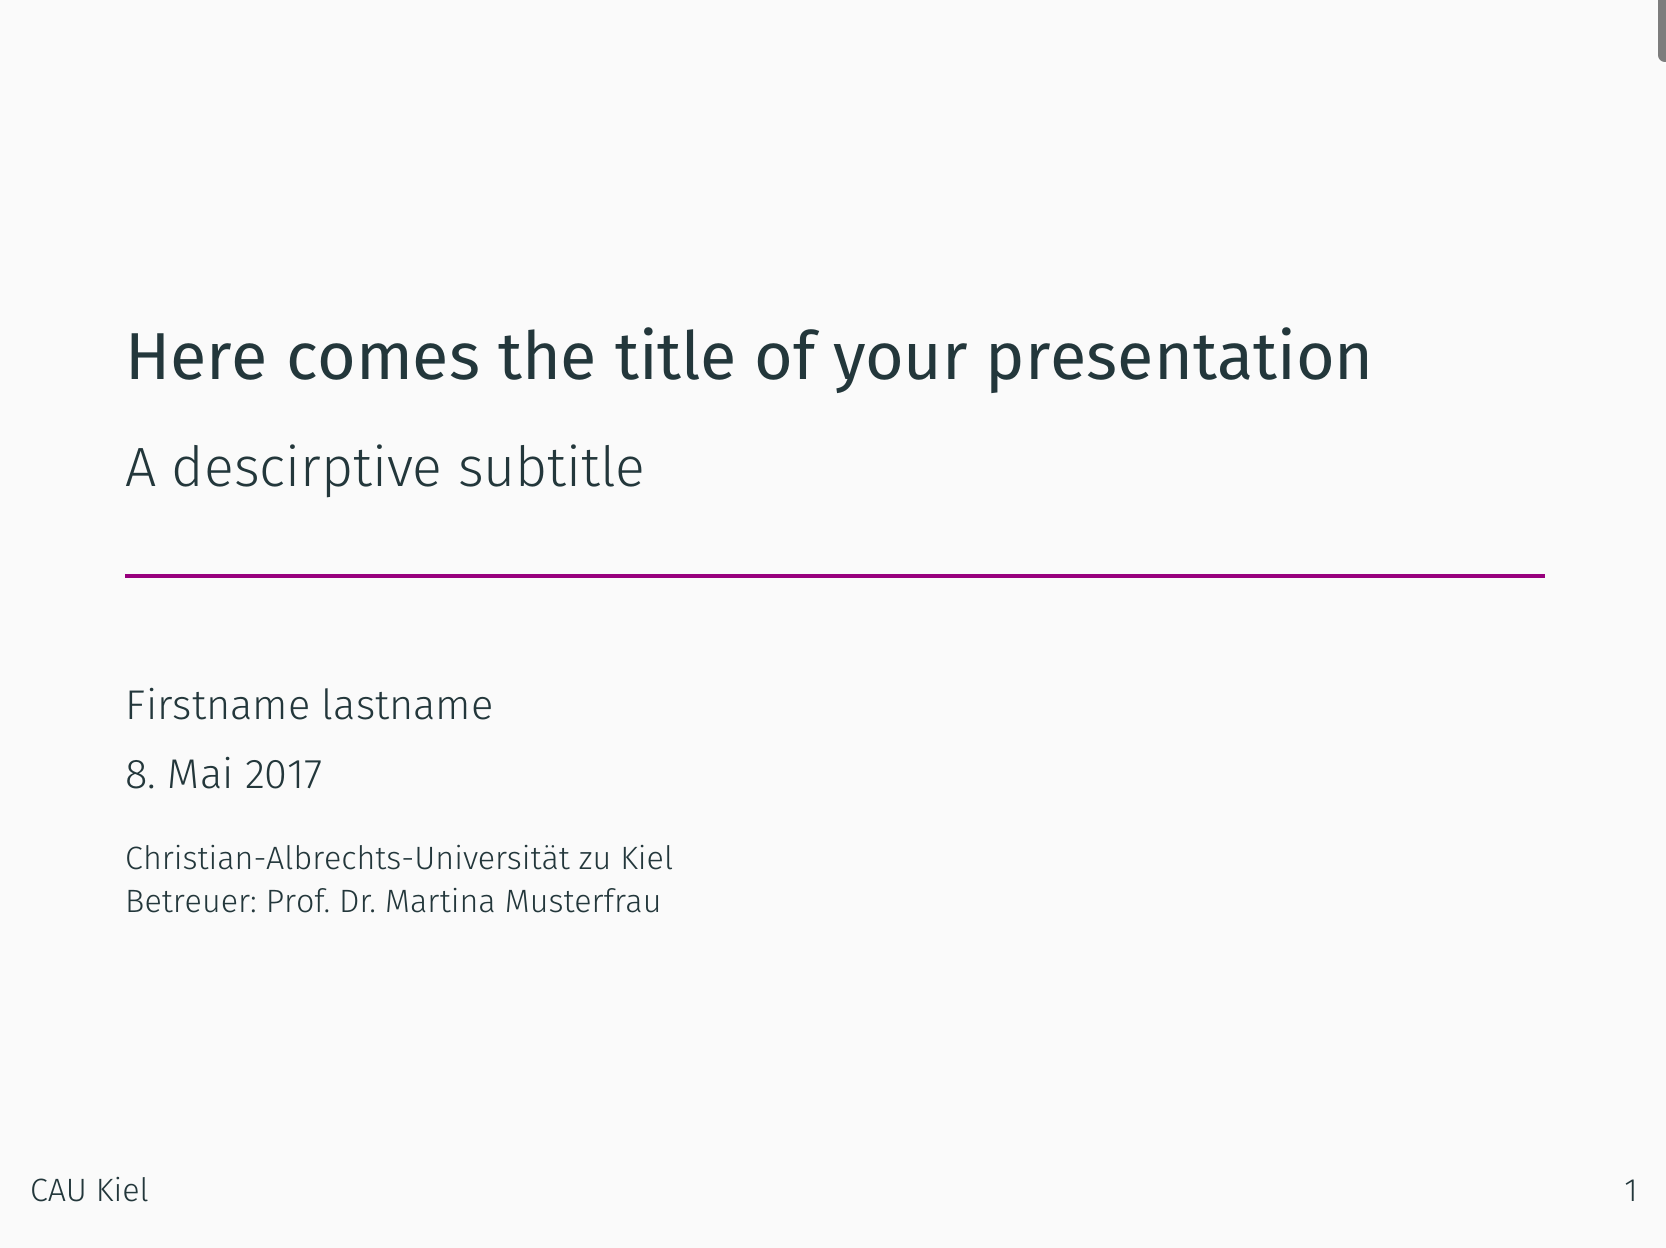 Here comes the title of your presentation
A descirptive subtitle
Firstname lastname
8. Mai 2017
Christian-Albrechts-Universität zu Kiel
Betreuer: Prof. Dr. Martina Musterfrau
CAU Kiel
1